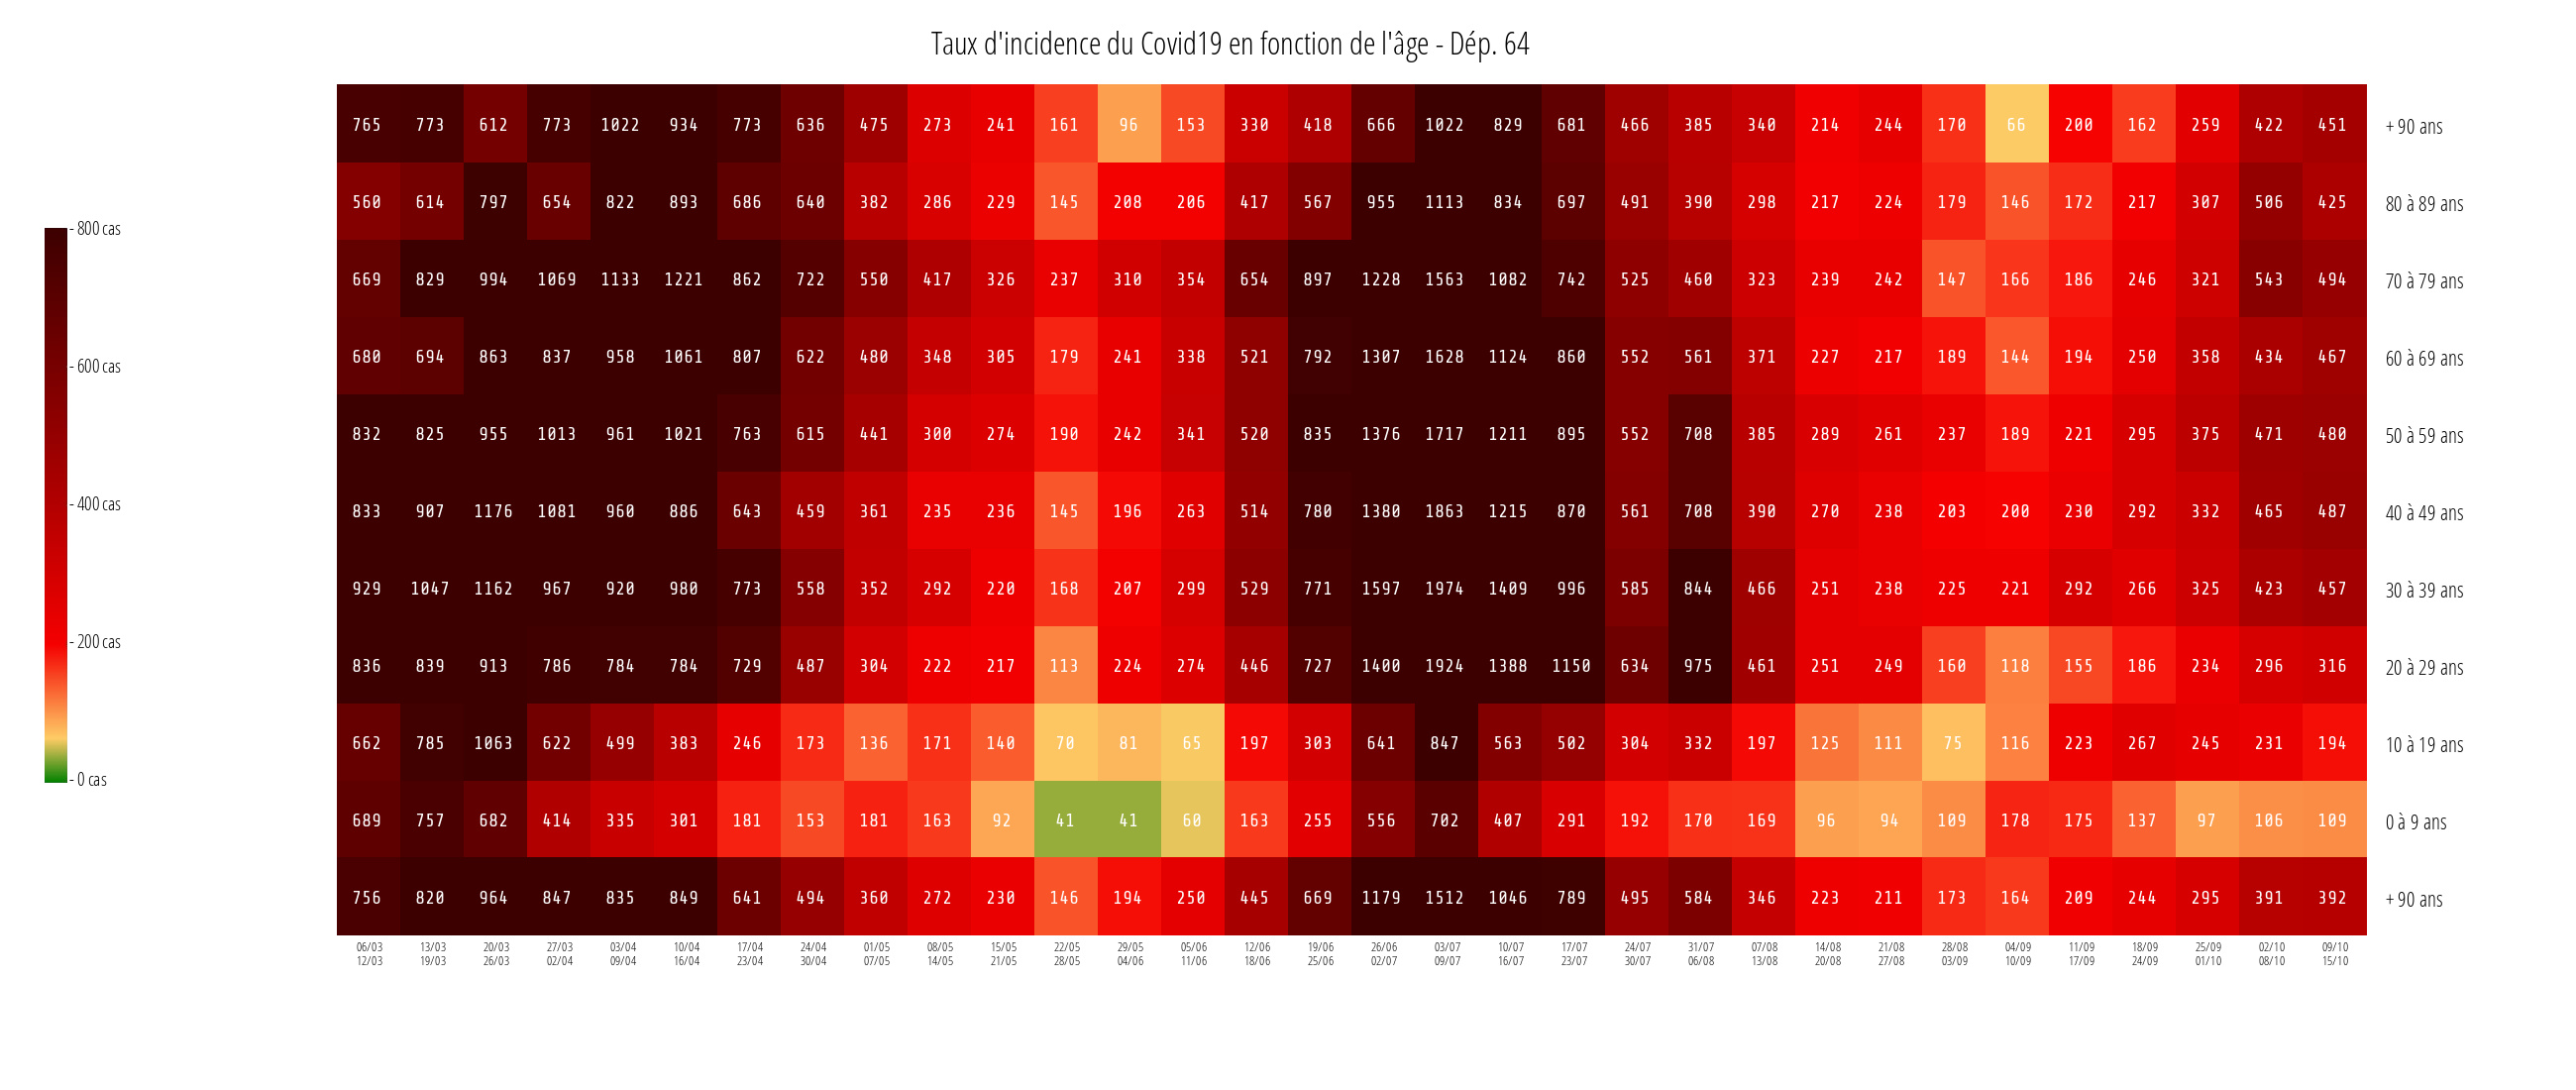 Taux d'incidence du Covid19 en fonction de l'âge - Dép. 64
- 800 cas
- 600 cas
- 400 cas
- 200 cas
- 0 cas
765 773 612 773 1022 934 773 636 475 273 241 161 96 153 330 418 666 1022 829 681 466 385 340 214 244 170 66 200 162 259 422 451 + 90 ans
560 614 797 654 822 893 686 640 382 286 229 145 208 206 417 567 955 1113 834 697 491 390 298 217 224 179 146 172 217 307 506 425 80 à 89 ans
669 829 994 1069 1133 1221 862 722 550 417 326 237 310 354 654 897 1228 1563 1082 742 525 460 323 239 242 147 166 186 246 321 543 494 70 à 79 ans
680 694 863 837 958 1061 807 622 480 348 305 179 241 338 521 792 1307 1628 1124 860 552 561 371 227 217 189 144 194 250 358 434 467 60 à 69 ans
832 825 955 1013 961 1021 763 615 441 300 274 190 242 341 520 835 1376 1717 1211 895 552 708 385 289 261 237 189 221 295 375 471 480 50 à 59 ans
833 907 1176 1081 960 886 643 459 361 235 236 145 196 263 514 780 1380 1863 1215 870 561 708 390 270 238 203 200 230 292 332 465 487 40 à 49 ans
929 1047 1162 967 920 980 773 558 352 292 220 168 207 299 529 771 1597 1974 1409 996 585 844 466 251 238 225 221 292 266 325 423 457 30 à 39 ans
836 839 913 786 784 784 729 487 304 222 217 113 224 274 446 727 1400 1924 1388 1150 634 975 461 251 249 160 118 155 186 234 296 316 20 à 29 ans
662 785 1063 622 499 383 246 173 136 171 140 70 81 65 197 303 641 847 563 502 304 332 197 125 111 75 116 223 267 245 231 194 10 à 19 ans
689 757 682 414 335 301 181 153 181 163 92 41 41 60 163 255 556 702 407 291 192 170 169 96 94 109 178 175 137 97 106 109 0 à 9 ans
756 820 964 847 835 849 641 494 360 272 230 146 194 250 445 669 1179 1512 1046 789 495 584 346 223 211 173 164 209 244 295 391 392 + 90 ans
06/03 13/03 20/03 27/03 03/04 10/04 17/04 24/04 01/05 08/05 15/05 22/05 29/05 05/06 12/06 19/06 26/06 03/07 10/07 17/07 24/07 31/07 07/08 14/08 21/08 28/08 04/09 11/09 18/09 25/09 02/10 09/10
12/03 19/03 26/03 02/04 09/04 16/04 23/04 30/04 07/05 14/05 21/05 28/05 04/06 11/06 18/06 25/06 02/07 09/07 16/07 23/07 30/07 06/08 13/08 20/08 27/08 03/09 10/09 17/09 24/09 01/10 08/10 15/10